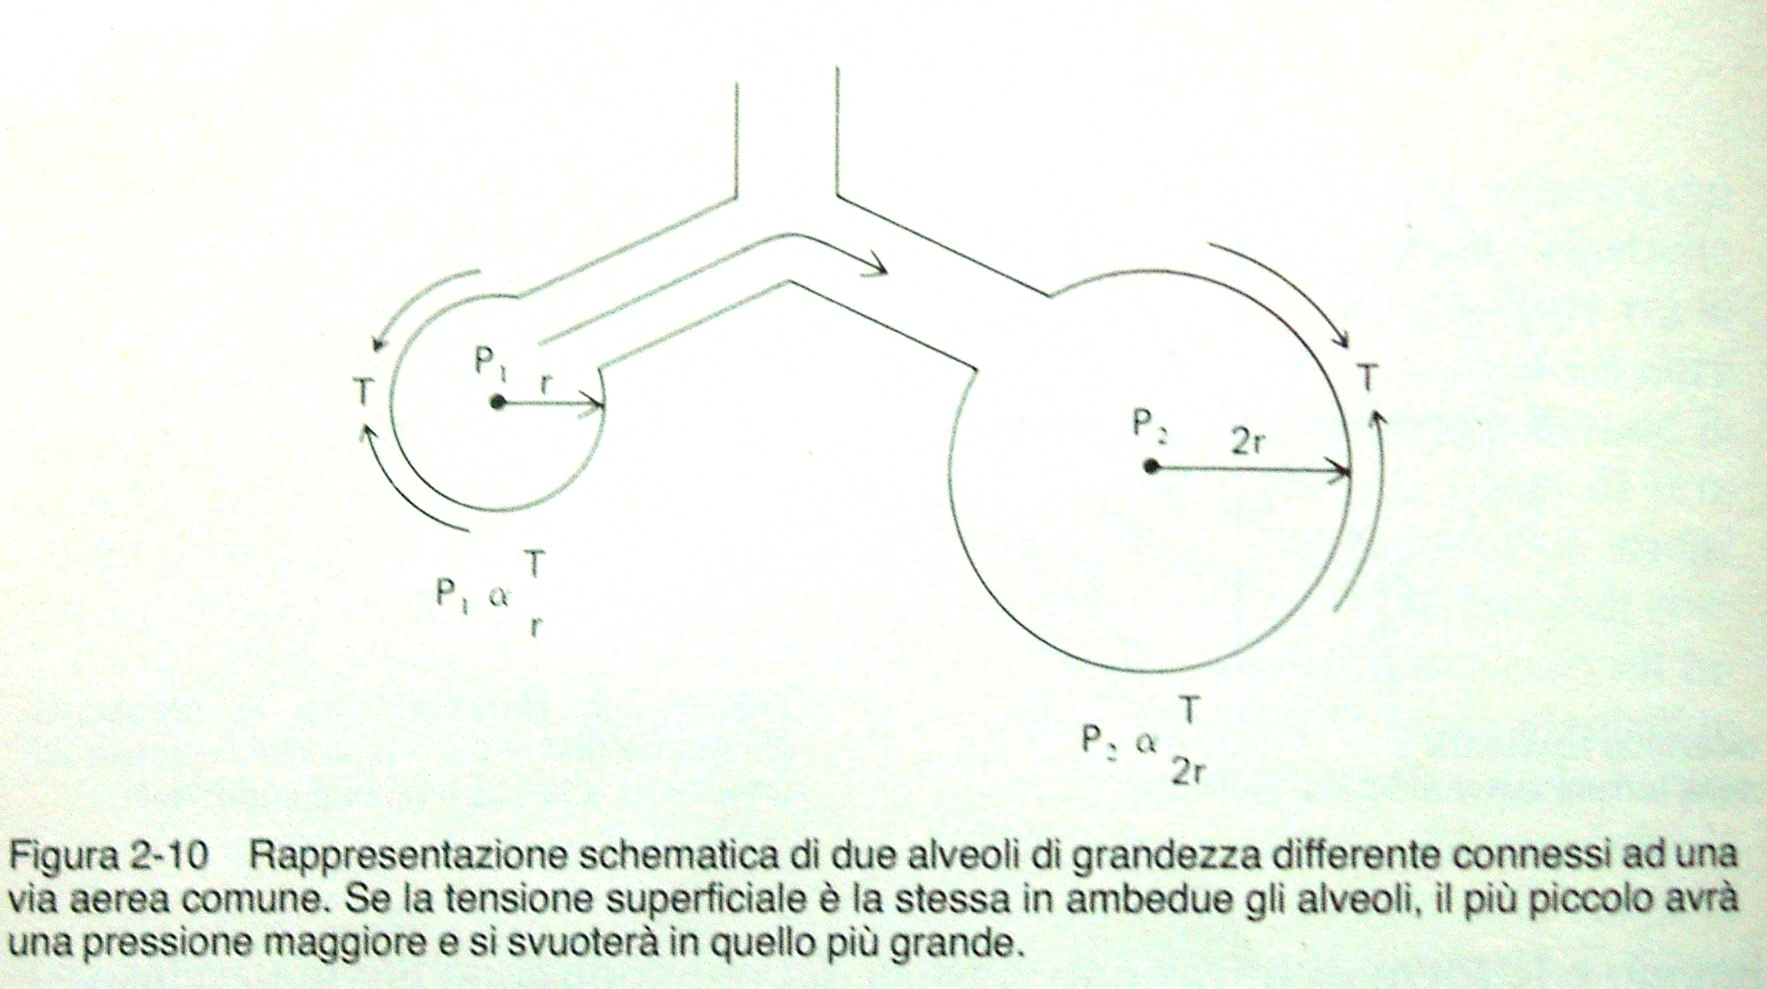 T
P₁ r
P₁ α T
r
P₂ 2r
T
P₂ α T
2r
Figura 2-10 Rappresentazione schematica di due alveoli di grandezza differente connessi ad una
via aerea comune. Se la tensione superficiale è la stessa in ambedue gli alveoli, il più piccolo avrà
una pressione maggiore e si svuoterà in quello più grande.